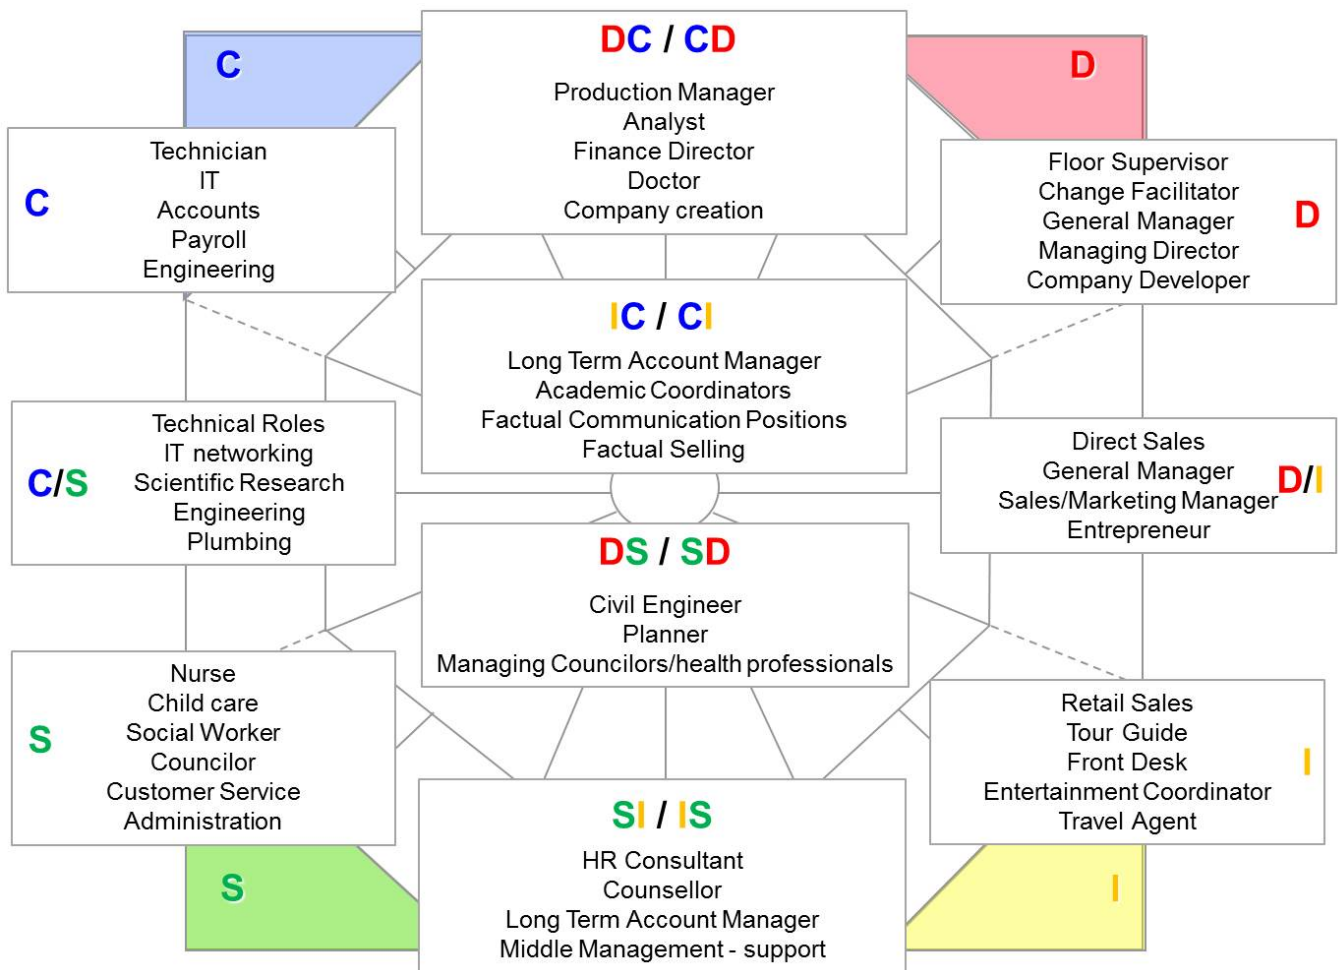 C
DC / CD
D
Production Manager
Analyst
Finance Director
Doctor
Company creation
C
Technician
IT
Accounts
Payroll
Engineering
Floor Supervisor
Change Facilitator
General Manager
Managing Director
Company Developer
D
IC / CI
Long Term Account Manager
Academic Coordinators
Factual Communication Positions
Factual Selling
C/S
Technical Roles
IT networking
Scientific Research
Engineering
Plumbing
Direct Sales
General Manager
Sales/Marketing Manager
Entrepreneur
D/I
DS / SD
Civil Engineer
Planner
Managing Councilors/health professionals
S
Nurse
Child care
Social Worker
Councilor
Customer Service
Administration
Retail Sales
Tour Guide
Front Desk
Entertainment Coordinator
Travel Agent
I
SI / IS
HR Consultant
Counsellor
Long Term Account Manager
Middle Management - support
S
I